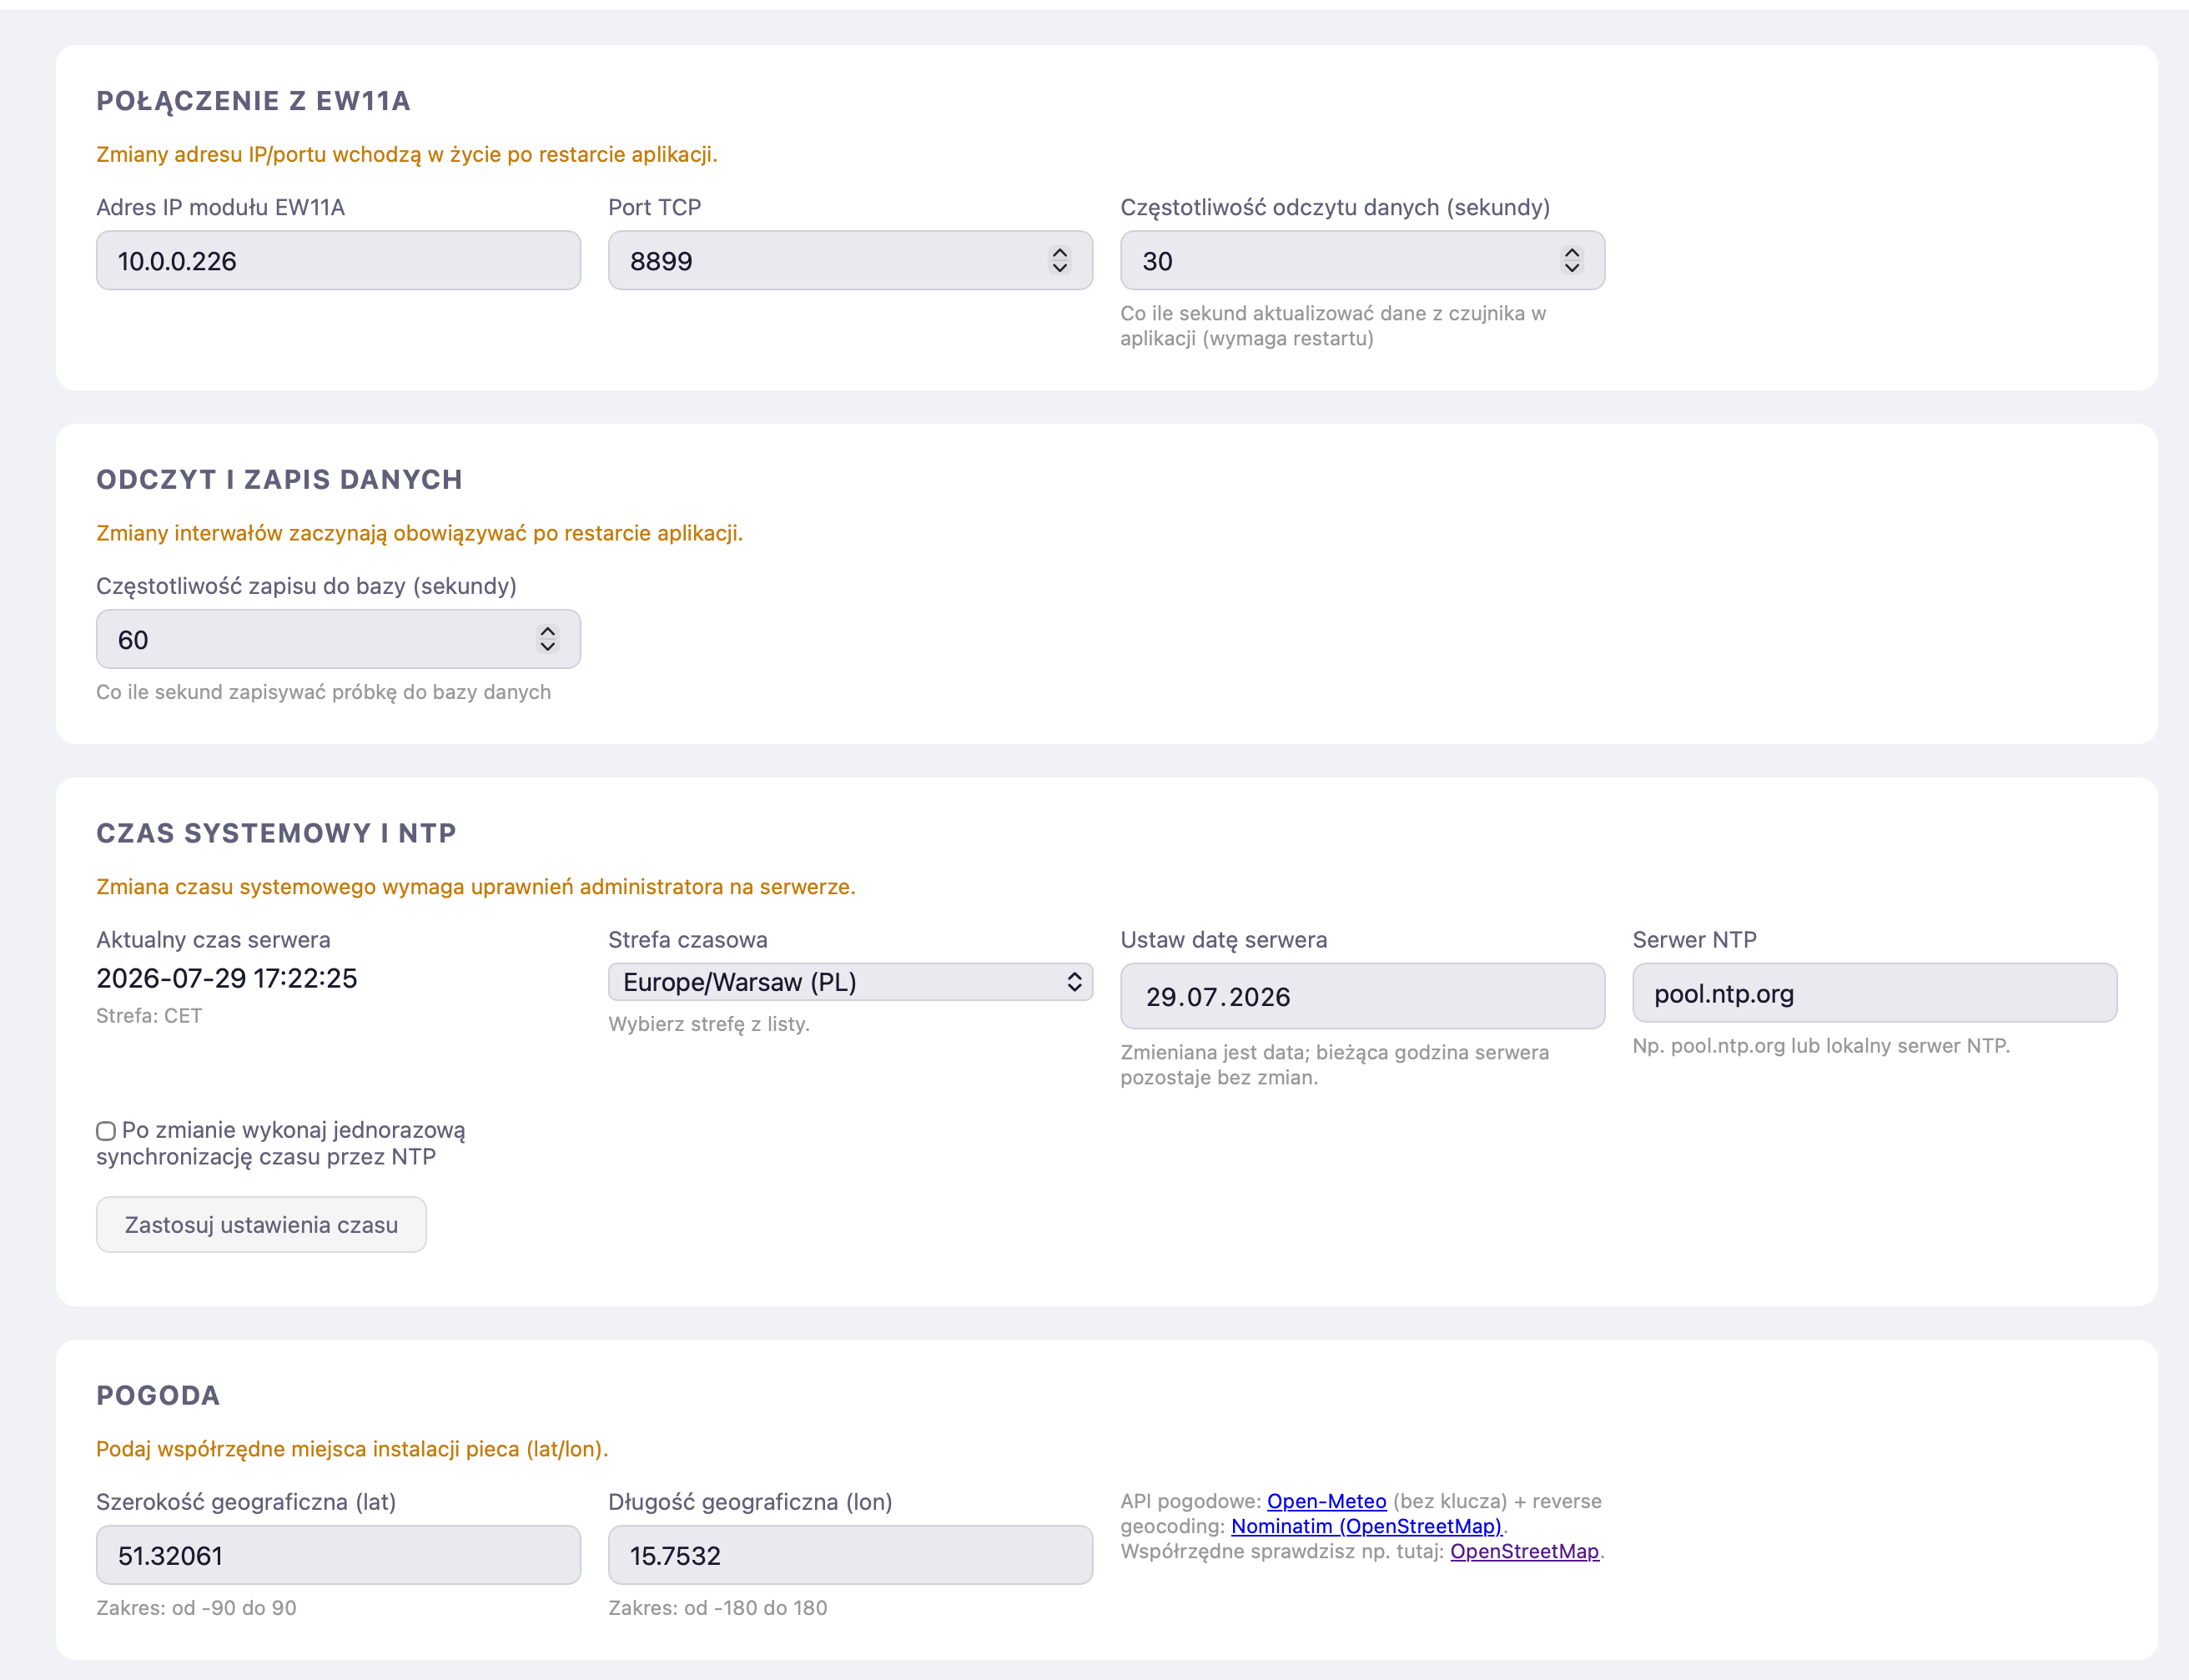 POŁĄCZENIE Z EW11A
Zmiany adresu IP/portu wchodzą w życie po restarcie aplikacji.
Adres IP modułu EW11A
10.0.0.226
Port TCP
8899
Częstotliwość odczytu danych (sekundy)
30
Co ile sekund aktualizować dane z czujnika w
aplikacji (wymaga restartu)
ODCZYT I ZAPIS DANYCH
Zmiany interwałów zaczynają obowiązywać po restarcie aplikacji.
Częstotliwość zapisu do bazy (sekundy)
60
Co ile sekund zapisywać próbkę do bazy danych
CZAS SYSTEMOWY I NTP
Zmiana czasu systemowego wymaga uprawnień administratora na serwerze.
Aktualny czas serwera
2026-07-29 17:22:25
Strefa: CET
Strefa czasowa
Europe/Warsaw (PL)
Wybierz strefę z listy.
Ustaw datę serwera
29.07.2026
Zmieniana jest data; bieżąca godzina serwera
pozostaje bez zmian.
Serwer NTP
pool.ntp.org
Np. pool.ntp.org lub lokalny serwer NTP.
Po zmianie wykonaj jednorazową
synchronizację czasu przez NTP
Zastosuj ustawienia czasu
POGODA
Podaj współrzędne miejsca instalacji pieca (lat/lon).
Szerokość geograficzna (lat)
51.32061
Zakres: od -90 do 90
Długość geograficzna (lon)
15.7532
Zakres: od -180 do 180
API pogodowe: Open-Meteo (bez klucza) + reverse
geocoding: Nominatim (OpenStreetMap).
Współrzędne sprawdzisz np. tutaj: OpenStreetMap.